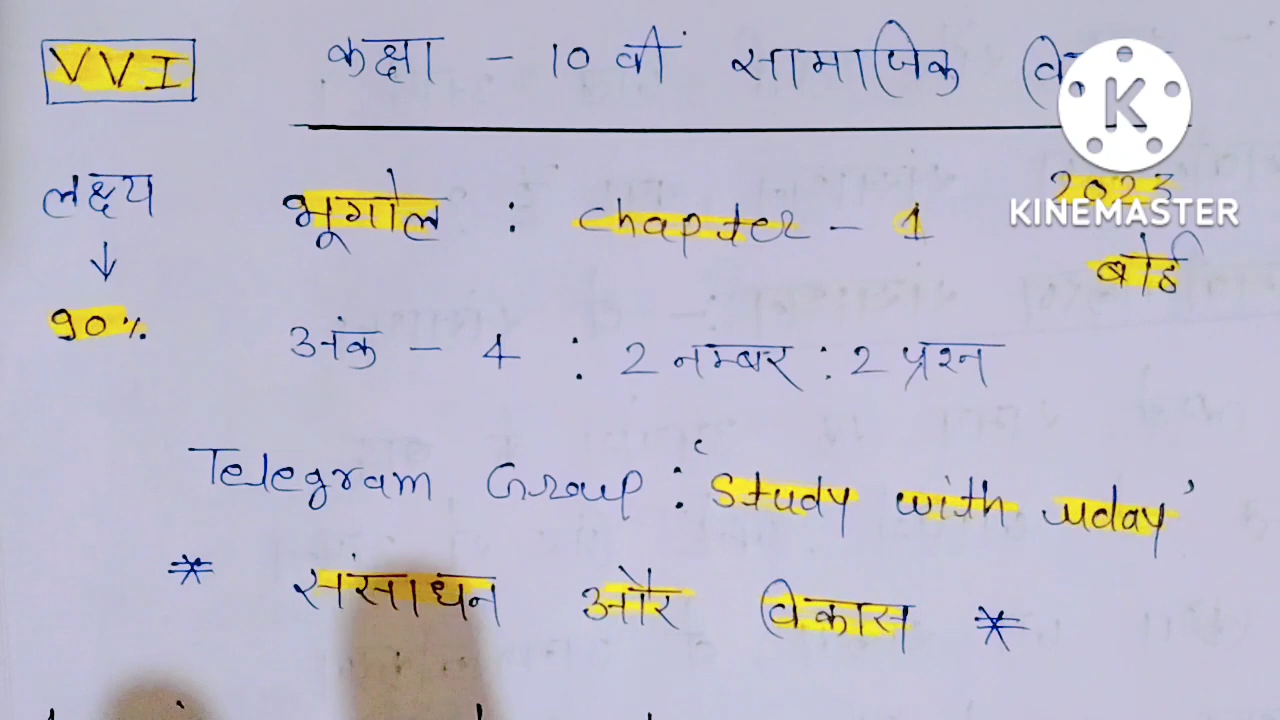 VVI
कक्षा - 10 वीं सामाजिक
K
KINEMASTER
लक्ष्य
↓
90%
भूगोल : chapter - 1
2023
बोर्ड
अंक - 4 : 2 नम्बर : 2 प्रश्न
Telegram Group : 'study with uday'
* संसाधन और विकास *